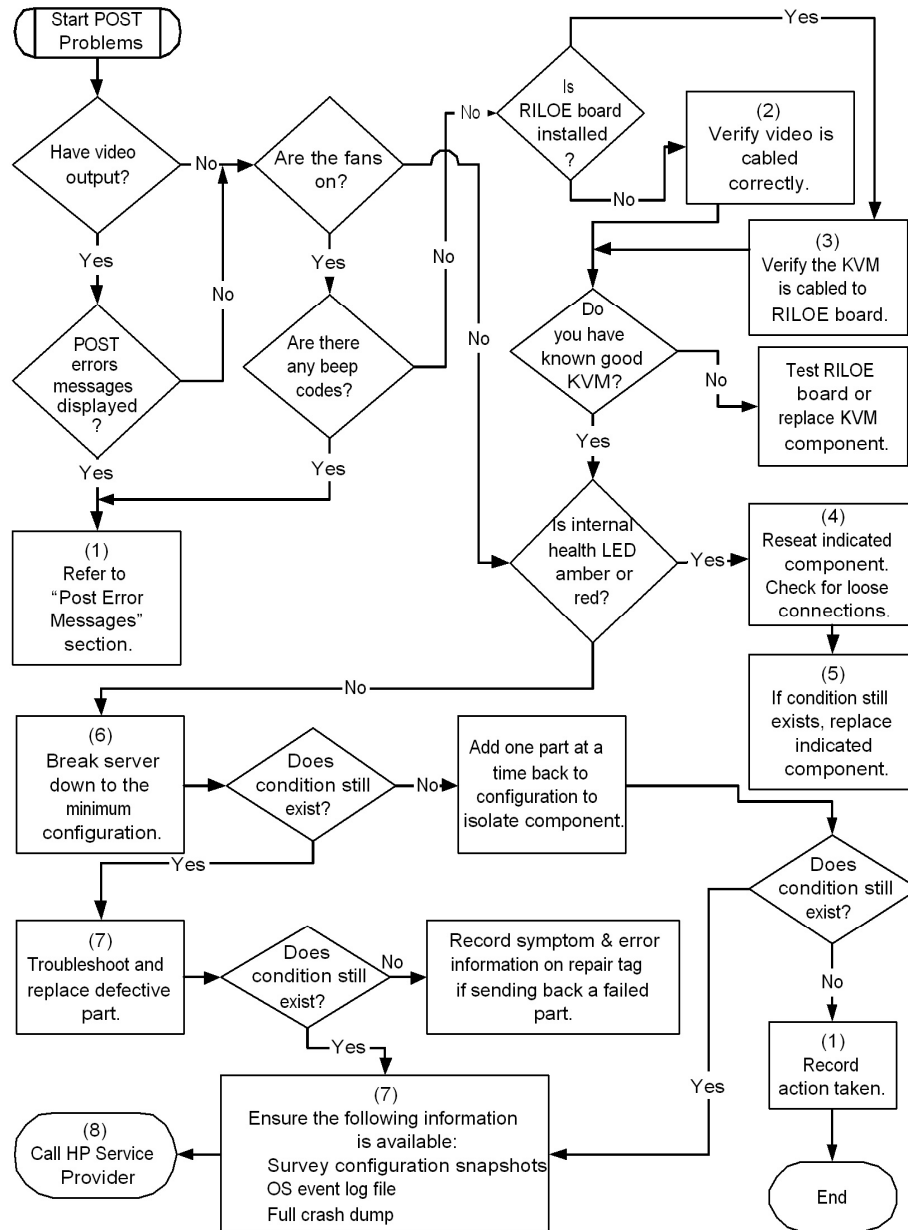 Start POST
Problems
Yes
Is
RILOE board
installed
?
No
(2)
Verify video is
cabled
correctly.
Have video
output?
No
Are the fans
on?
No
Yes
Yes
No
No
(3)
Verify the KVM
is cabled to
RILOE board.
POST
errors
messages
displayed
?
Are there
any beep
codes?
No
Do
you have
known good
KVM?
No
Test RILOE
board or
replace KVM
component.
Yes
Yes
Yes
(1)
Refer to
“Post Error
Messages”
section.
Is internal
health LED
amber or
red?
Yes
(4)
Reseat indicated
component.
Check for loose
connections.
(5)
If condition still
exists, replace
indicated
component.
No
(6)
Break server
down to the
minimum
configuration.
Does
condition still
exist?
No
Add one part at a
time back to
configuration to
isolate component.
Yes
Does
condition still
exist?
(7)
Troubleshoot and
replace defective
part.
Does
condition still
exist?
No
Record symptom & error
information on repair tag
if sending back a failed
part.
No
Yes
(1)
Record
action taken.
Yes
(7)
Ensure the following information
is available:
Survey configuration snapshots
OS event log file
Full crash dump
(8)
Call HP Service
Provider
End